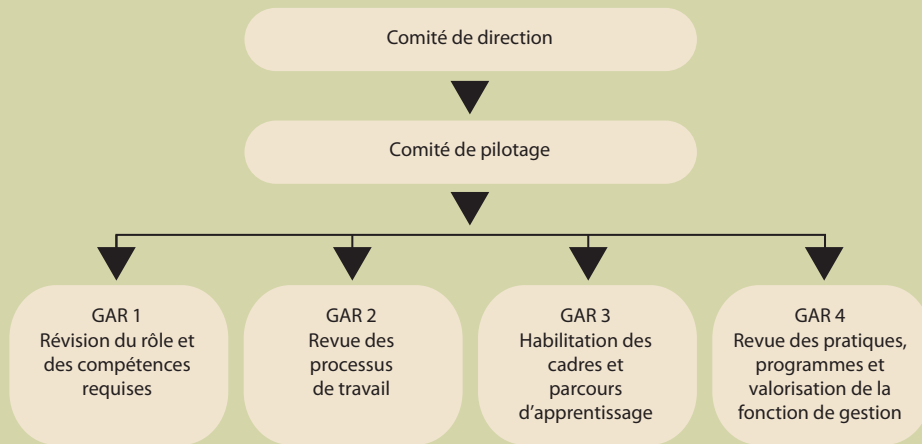 Comité de direction
Comité de pilotage
GAR 1
Révision du rôle et
des compétences
requises
GAR 2
Revue des
processus
de travail
GAR 3
Habilitation des
cadres et
parcours
d'apprentissage
GAR 4
Revue des pratiques,
programmes et
valorisation de la
fonction de gestion